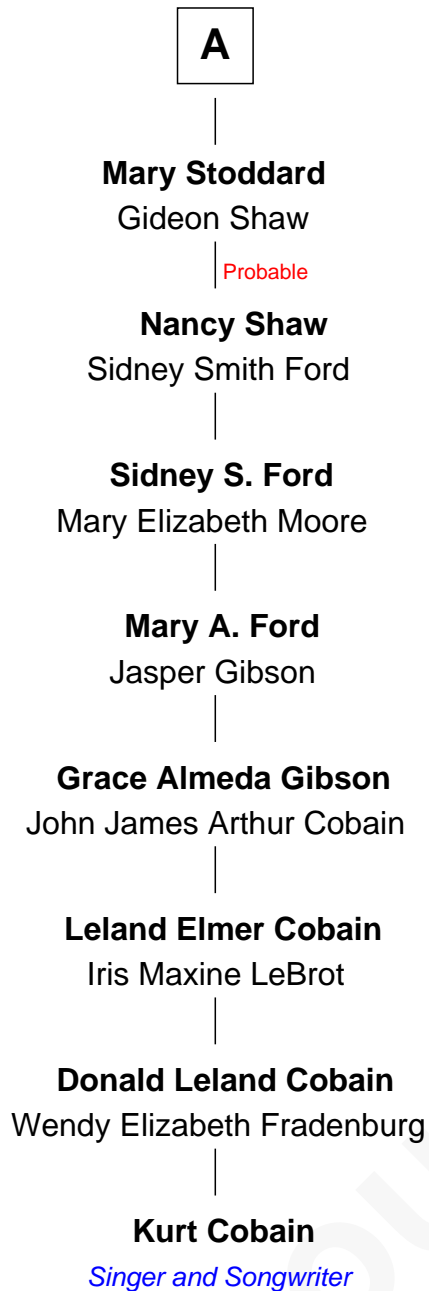 A
Mary Stoddard
Gideon Shaw
Probable
Nancy Shaw
Sidney Smith Ford
Sidney S. Ford
Mary Elizabeth Moore
Mary A. Ford
Jasper Gibson
Grace Almeda Gibson
John James Arthur Cobain
Leland Elmer Cobain
Iris Maxine LeBrot
Donald Leland Cobain
Wendy Elizabeth Fradenburg
Kurt Cobain
Singer and Songwriter